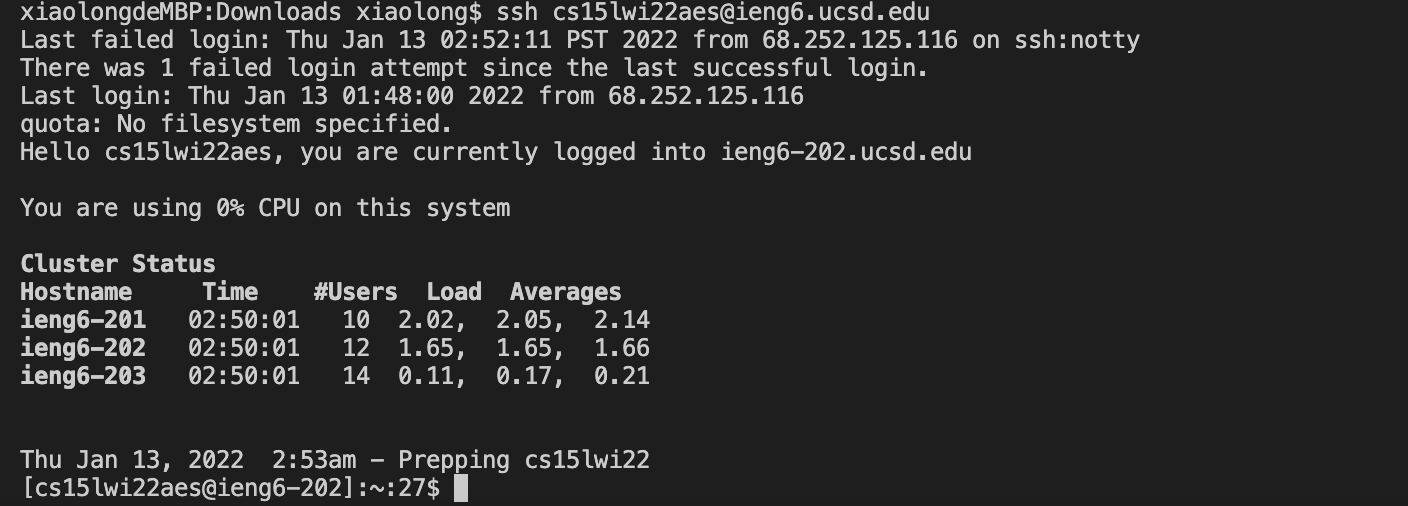 xiaolongdeMBP:Downloads xiaolong$ ssh cs15lwi22aes@ieng6.ucsd.edu
Last failed login: Thu Jan 13 02:52:11 PST 2022 from 68.252.125.116 on ssh:notty
There was 1 failed login attempt since the last successful login.
Last login: Thu Jan 13 01:48:00 2022 from 68.252.125.116
quota: No filesystem specified.
Hello cs15lwi22aes, you are currently logged into ieng6-202.ucsd.edu
You are using 0% CPU on this system
Cluster Status
Hostname Time #Users Load Averages
ieng6-201 02:50:01 10 2.02, 2.05, 2.14
ieng6-202 02:50:01 12 1.65, 1.65, 1.66
ieng6-203 02:50:01 14 0.11, 0.17, 0.21
Thu Jan 13, 2022 2:53am - Prepping cs15lwi22
[cs15lwi22aes@ieng6-202]:~:27$